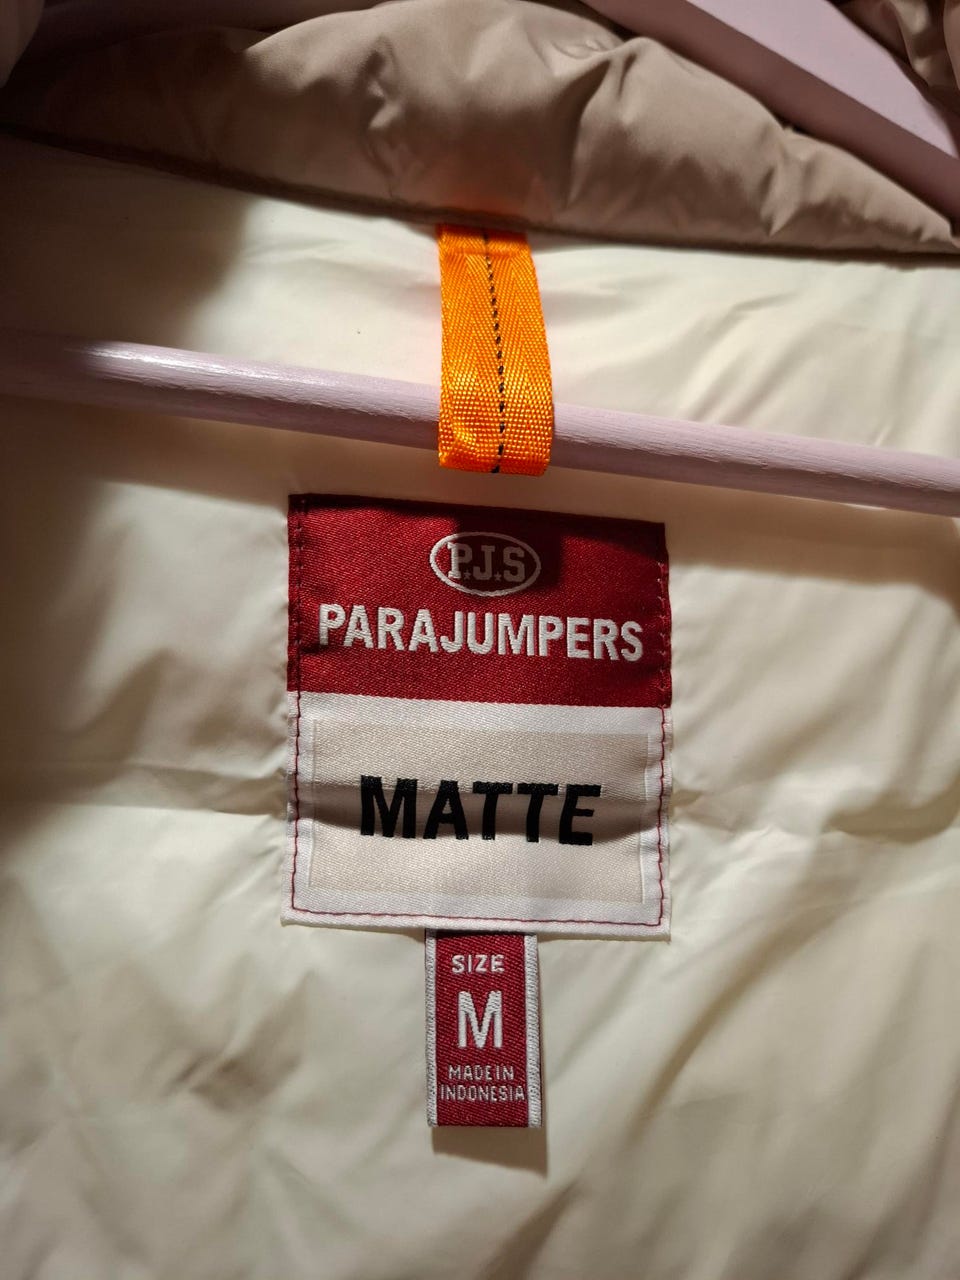 P.J.S
PARAJUMPERS
MATTE
SIZE
M
MADE IN
INDONESIA